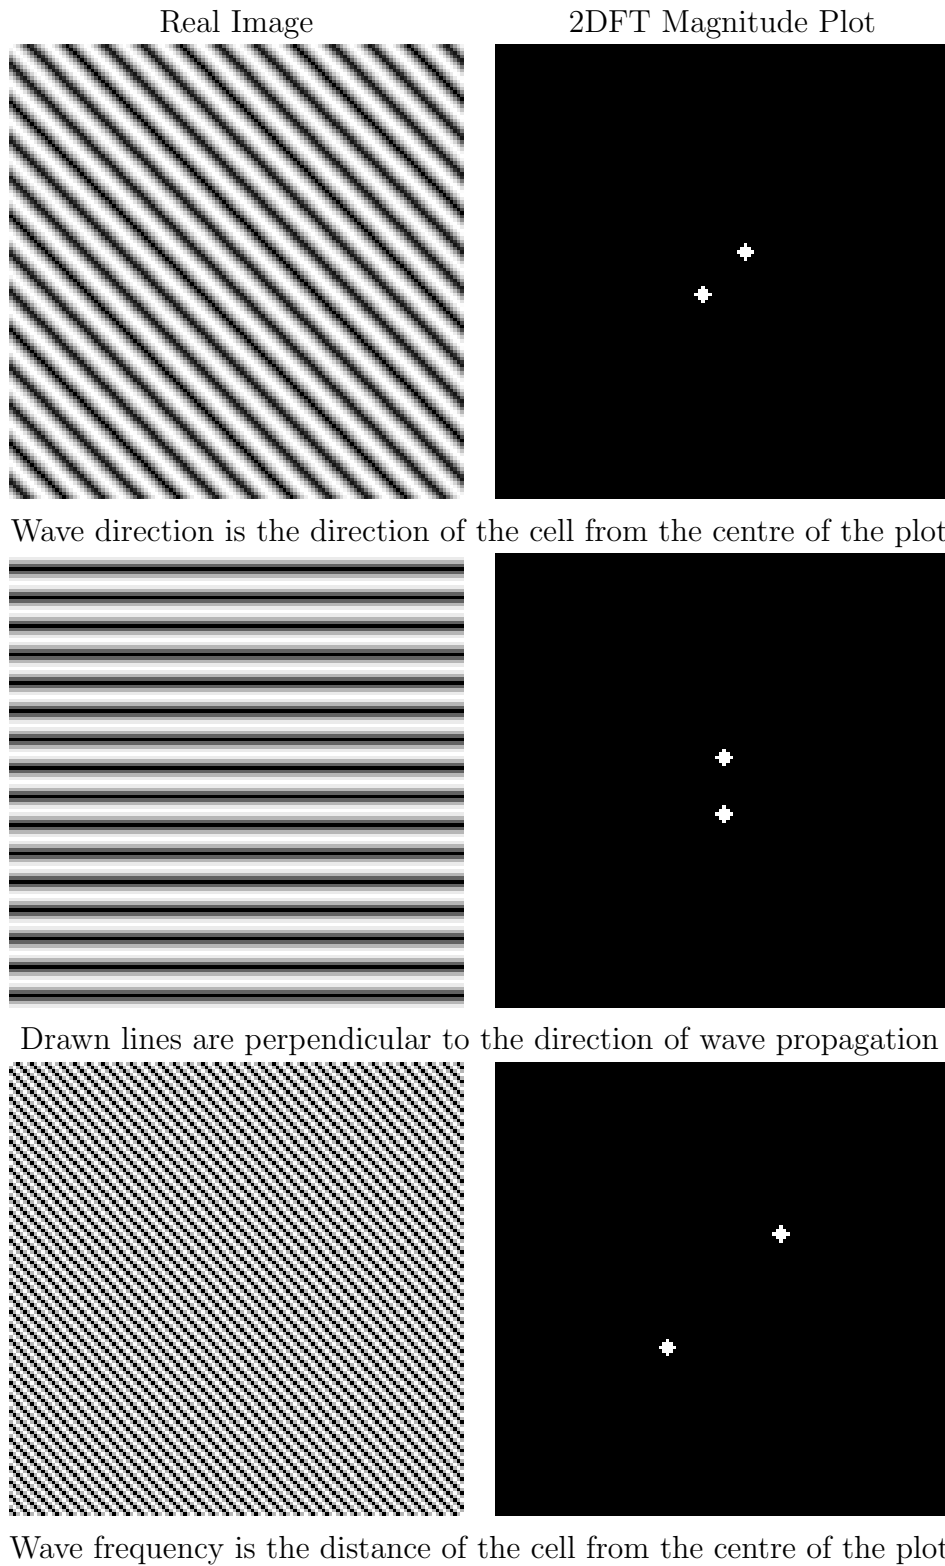 Real Image
2DFT Magnitude Plot
Wave direction is the direction of the cell from the centre of the plot
Drawn lines are perpendicular to the direction of wave propagation
Wave frequency is the distance of the cell from the centre of the plot